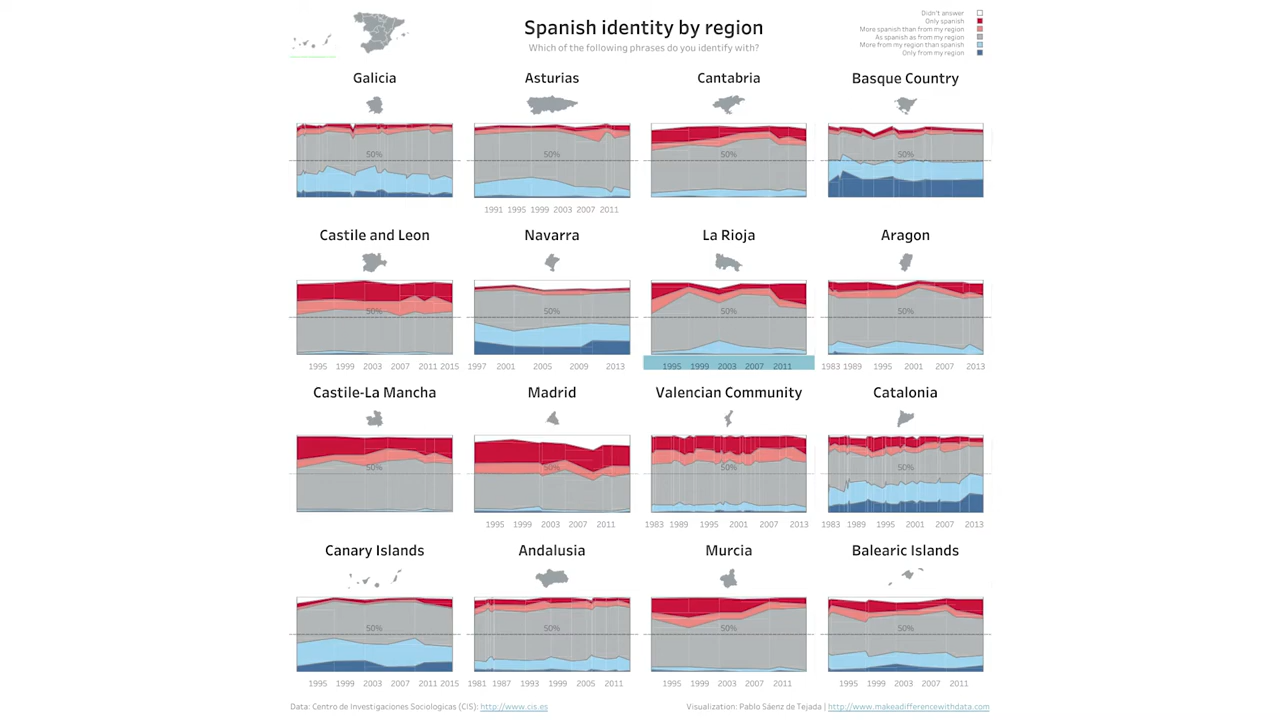 Spanish identity by region
Which of the following phrases do you identify with?
Didn't answer
Only spanish
More spanish than from my region
As spanish as from my region
More from my region than spanish
Only from my region
Galicia Asturias Cantabria Basque Country
50% 50% 50% 50%
1991 1995 1999 2003 2007 2011
Castile and Leon Navarra La Rioja Aragon
50% 50% 50% 50%
1995 1999 2003 2007 2011 2015 1997 2001 2005 2009 2013 1995 1999 2003 2007 2011 1983 1989 1995 2001 2007 2013
Castile-La Mancha Madrid Valencian Community Catalonia
50% 50% 50% 50%
1995 1999 2003 2007 2011 1983 1989 1995 2001 2007 2013 1983 1989 1995 2001 2007 2013
Canary Islands Andalusia Murcia Balearic Islands
50% 50% 50% 50%
1995 1999 2003 2007 2011 2015 1981 1987 1993 1999 2005 2011 1995 1999 2003 2007 2011 1995 1999 2003 2007 2011
Data: Centro de Investigaciones Sociologicas (CIS): http://www.cis.es Visualization: Pablo Sáenz de Tejada | http://www.makeadifferencewithdata.com